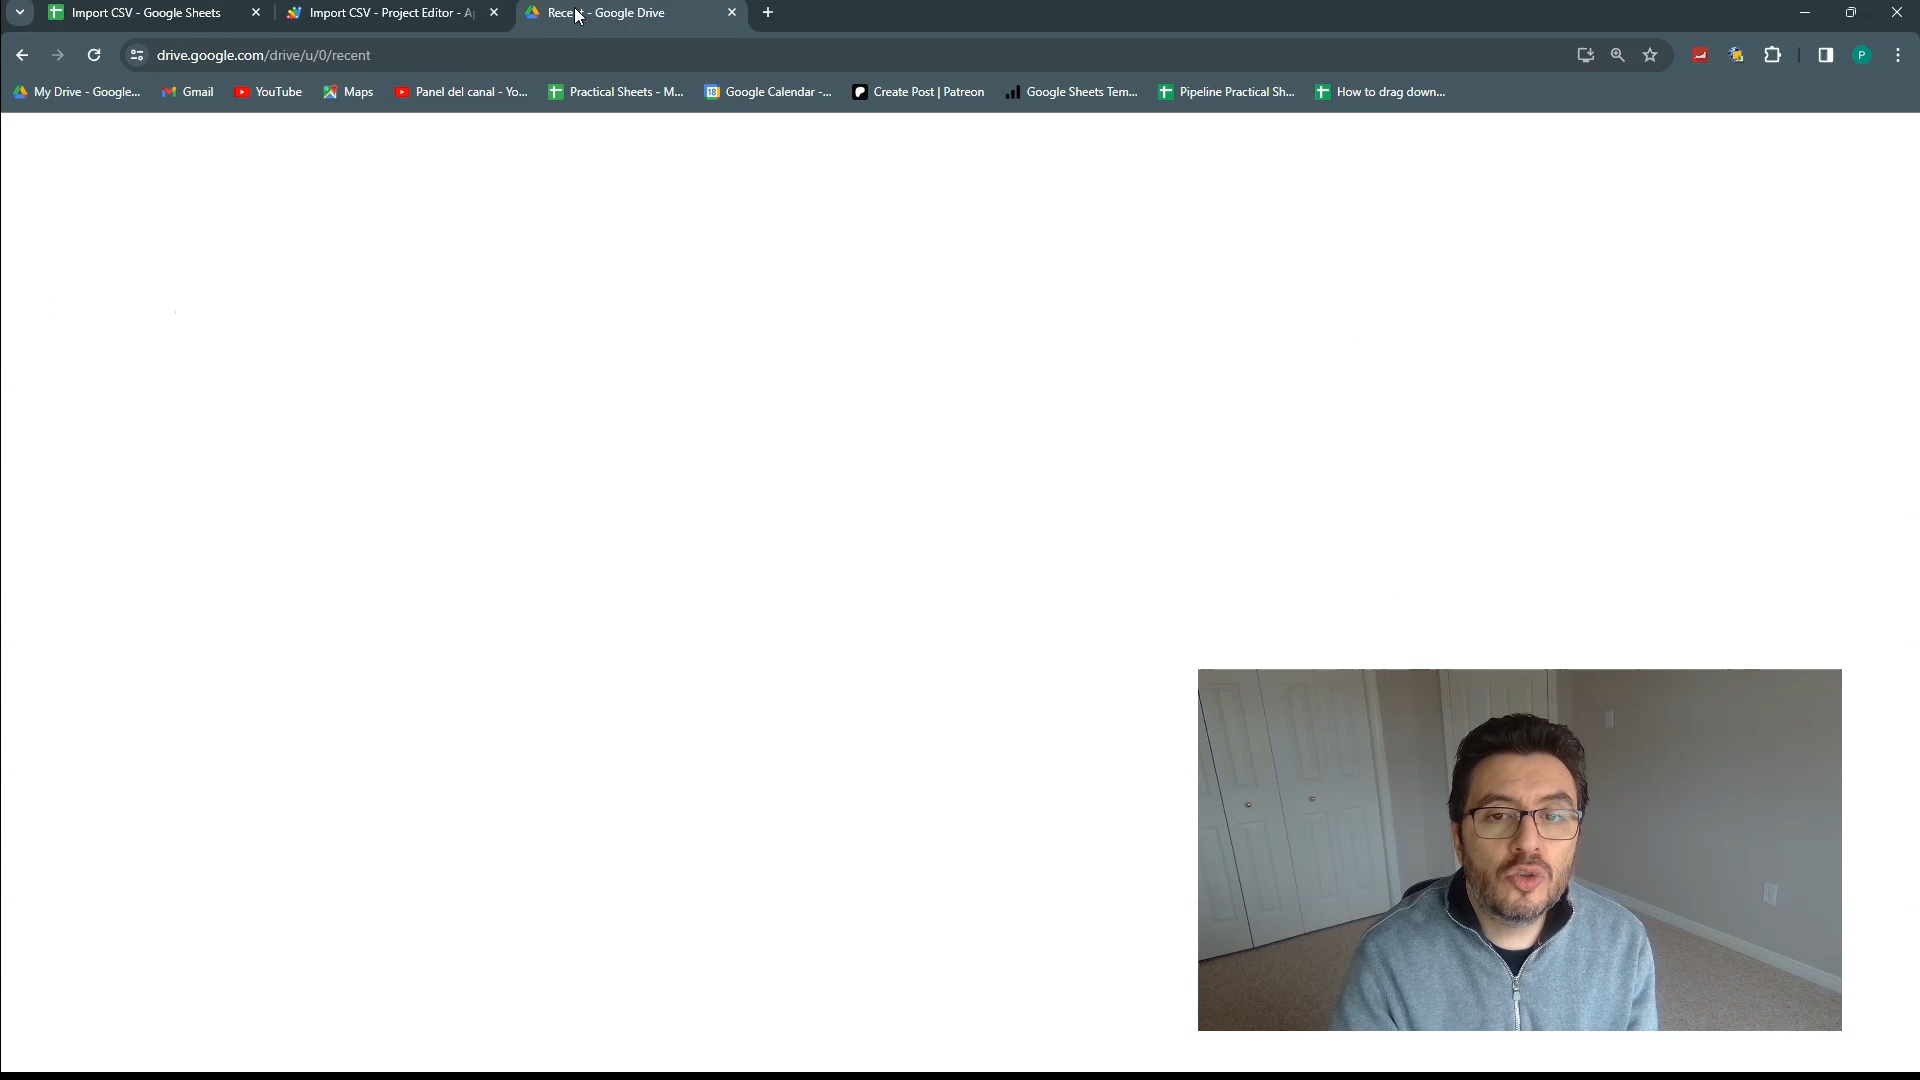 Import CSV - Google Sheets
Import CSV - Project Editor - A
Recent - Google Drive
drive.google.com/drive/u/0/recent
P
My Drive - Google...
Gmail
YouTube
Maps
Panel del canal - Yo...
Practical Sheets - M...
18
Google Calendar -...
Create Post | Patreon
Google Sheets Tem...
Pipeline Practical Sh...
How to drag down...